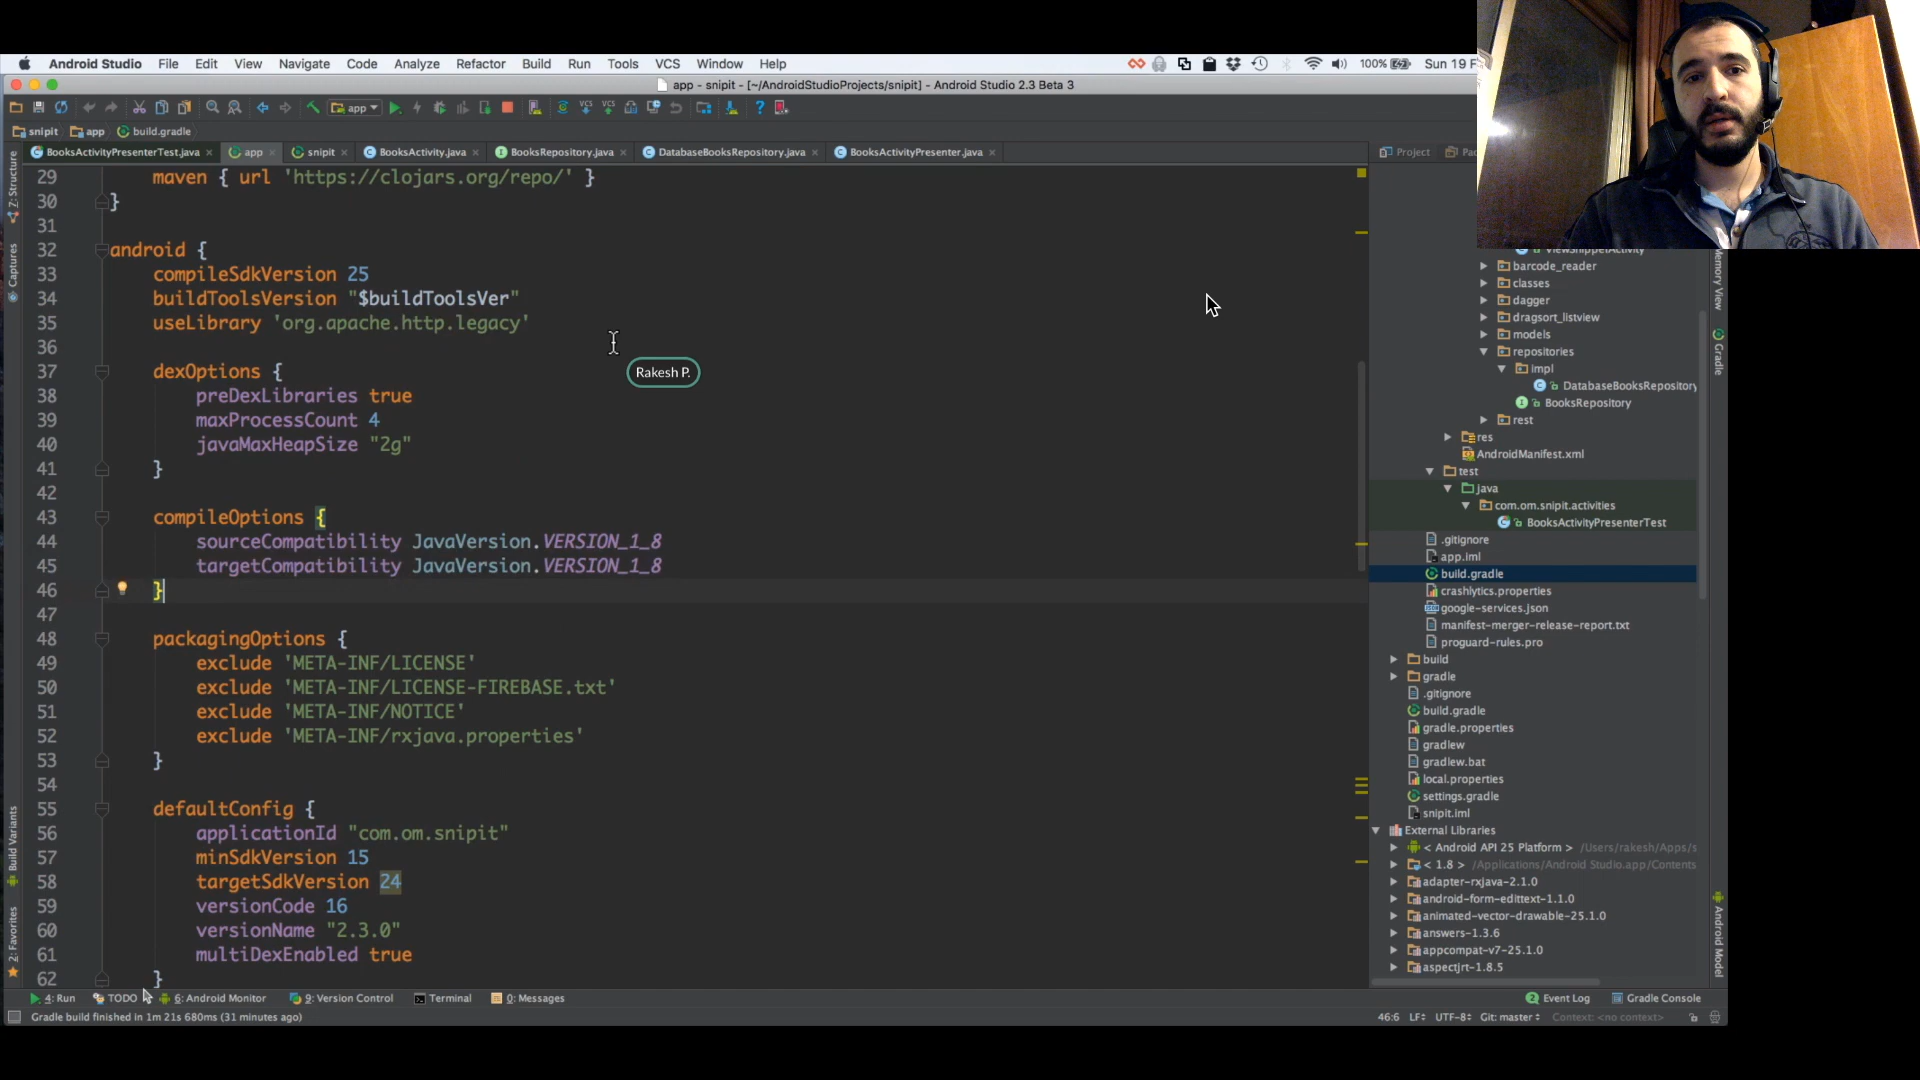 Android Studio File Edit View Navigate Code Analyze Refactor Build Run Tools VCS Window Help 100% Sun 19 F
app - snipit - [~/AndroidStudioProjects/snipit] - Android Studio 2.3 Beta 3
app
snipit app build.gradle
BooksActivityPresenterTest.java app snipit BooksActivity.java BooksRepository.java DatabaseBooksRepository.java BooksActivityPresenter.java
Project
29 maven { url 'https://clojars.org/repo/' }
30 }
31
32 android {
33 compileSdkVersion 25
34 buildToolsVersion "$buildToolsVer"
35 useLibrary 'org.apache.http.legacy'
36
37 dexOptions {
38 preDexLibraries true
39 maxProcessCount 4
40 javaMaxHeapSize "2g"
41 }
42
43 compileOptions {
44 sourceCompatibility JavaVersion.VERSION_1_8
45 targetCompatibility JavaVersion.VERSION_1_8
46 }
47
48 packagingOptions {
49 exclude 'META-INF/LICENSE'
50 exclude 'META-INF/LICENSE-FIREBASE.txt'
51 exclude 'META-INF/NOTICE'
52 exclude 'META-INF/rxjava.properties'
53 }
54
55 defaultConfig {
56 applicationId "com.om.snipit"
57 minSdkVersion 15
58 targetSdkVersion 24
59 versionCode 16
60 versionName "2.3.0"
61 multiDexEnabled true
62 }
Rakesh P.
Z: Structure
Captures
Build Variants
2: Favorites
ViewSnippetActivity
barcode_reader
classes
dagger
dragsort_listview
models
repositories
impl
DatabaseBooksRepository
BooksRepository
rest
res
AndroidManifest.xml
test
java
com.om.snipit.activities
BooksActivityPresenterTest
.gitignore
app.iml
build.gradle
crashlytics.properties
google-services.json
manifest-merger-release-report.txt
proguard-rules.pro
build
gradle
.gitignore
build.gradle
gradle.properties
gradlew
gradlew.bat
local.properties
settings.gradle
snipit.iml
External Libraries
< Android API 25 Platform > /Users/rakesh/Apps/s
< 1.8 > /Applications/Android Studio.app/Contents
adapter-rxjava-2.1.0
android-form-edittext-1.1.0
animated-vector-drawable-25.1.0
answers-1.3.6
appcompat-v7-25.1.0
aspectjrt-1.8.5
Memory View
Gradle
Android Model
4: Run TODO 6: Android Monitor 9: Version Control Terminal 0: Messages 2 Event Log Gradle Console
Gradle build finished in 1m 21s 680ms (31 minutes ago) 46:6 LF UTF-8 Git: master Context: <no context>